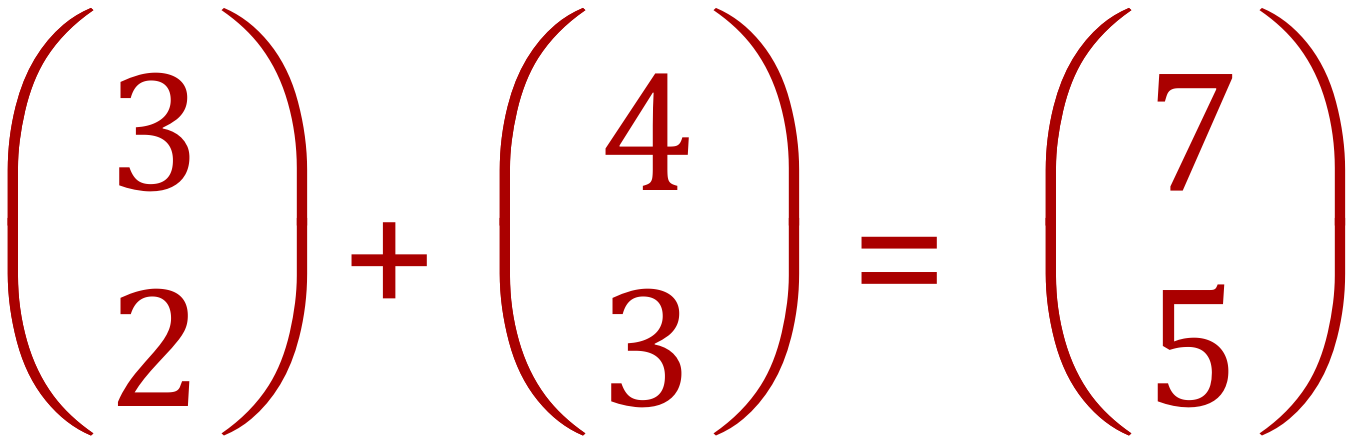 (3 2) + (4 3) = (7 5)